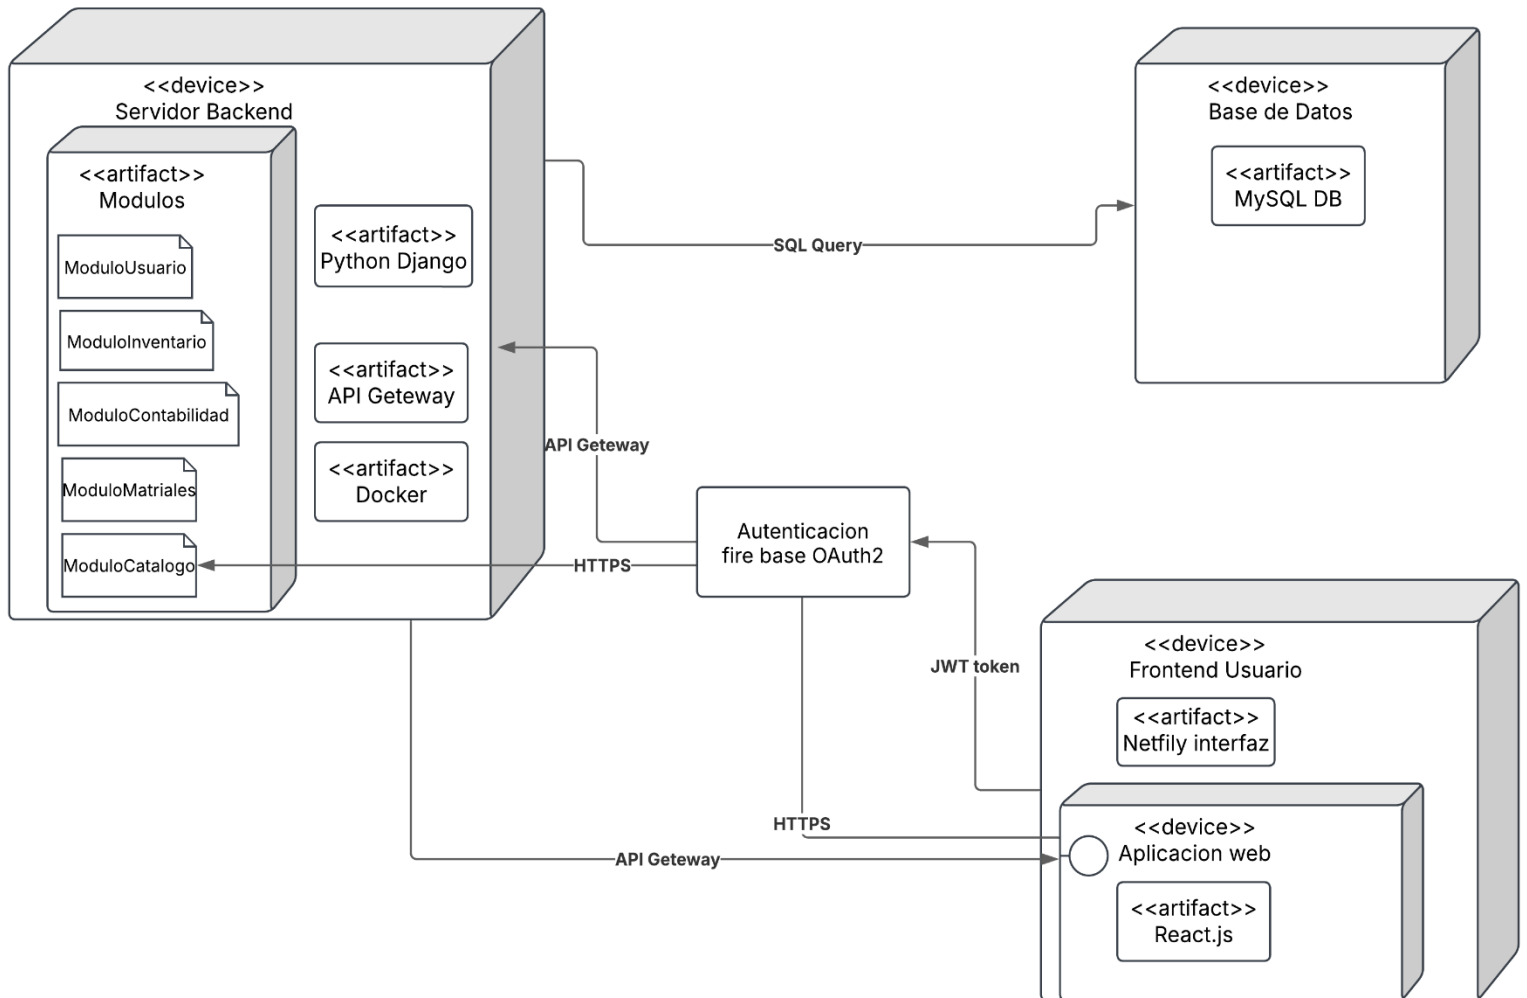 <<device>>
Servidor Backend
<<artifact>>
Modulos
ModuloUsuario
ModuloInventario
ModuloContabilidad
ModuloMatriales
ModuloCatalogo
<<artifact>>
Python Django
<<artifact>>
API Geteway
<<artifact>>
Docker
SQL Query
<<device>>
Base de Datos
<<artifact>>
MySQL DB
API Geteway
HTTPS
Autenticacion
fire base OAuth2
JWT token
HTTPS
API Geteway
<<device>>
Frontend Usuario
<<artifact>>
Netfily interfaz
<<device>>
Aplicacion web
<<artifact>>
React.js